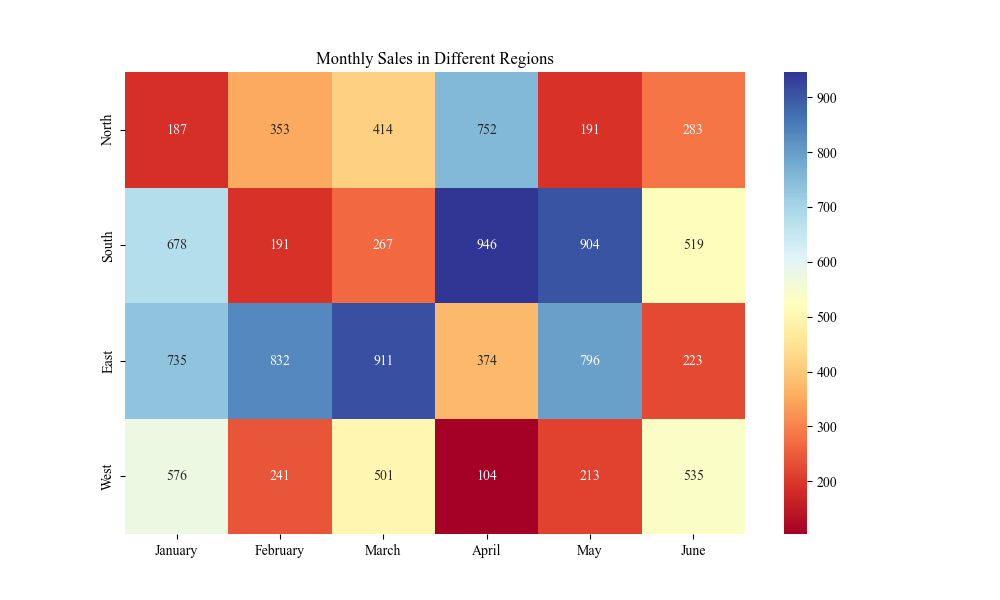 Monthly Sales in Different Regions
North
187 353 414 752 191 283
South
678 191 267 946 904 519
East
735 832 911 374 796 223
West
576 241 501 104 213 535
January February March April May June
900
800
700
600
500
400
300
200